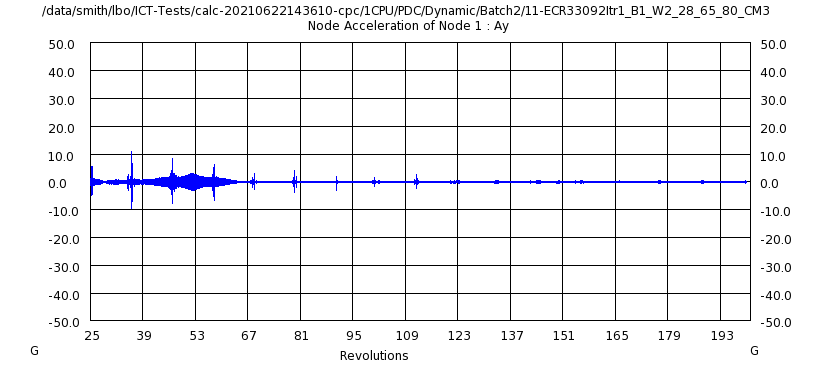 /data/smith/lbo/ICT-Tests/calc-20210622143610-cpc/1CPU/PDC/Dynamic/Batch2/11-ECR33092Itr1_B1_W2_28_65_80_CM3
Node Acceleration of Node 1 : Ay
50.0 50.0
40.0 40.0
30.0 30.0
20.0 20.0
10.0 10.0
0.0 0.0
-10.0 -10.0
-20.0 -20.0
-30.0 -30.0
-40.0 -40.0
-50.0 -50.0
25 39 53 67 81 95 109 123 137 151 165 179 193
G G
Revolutions